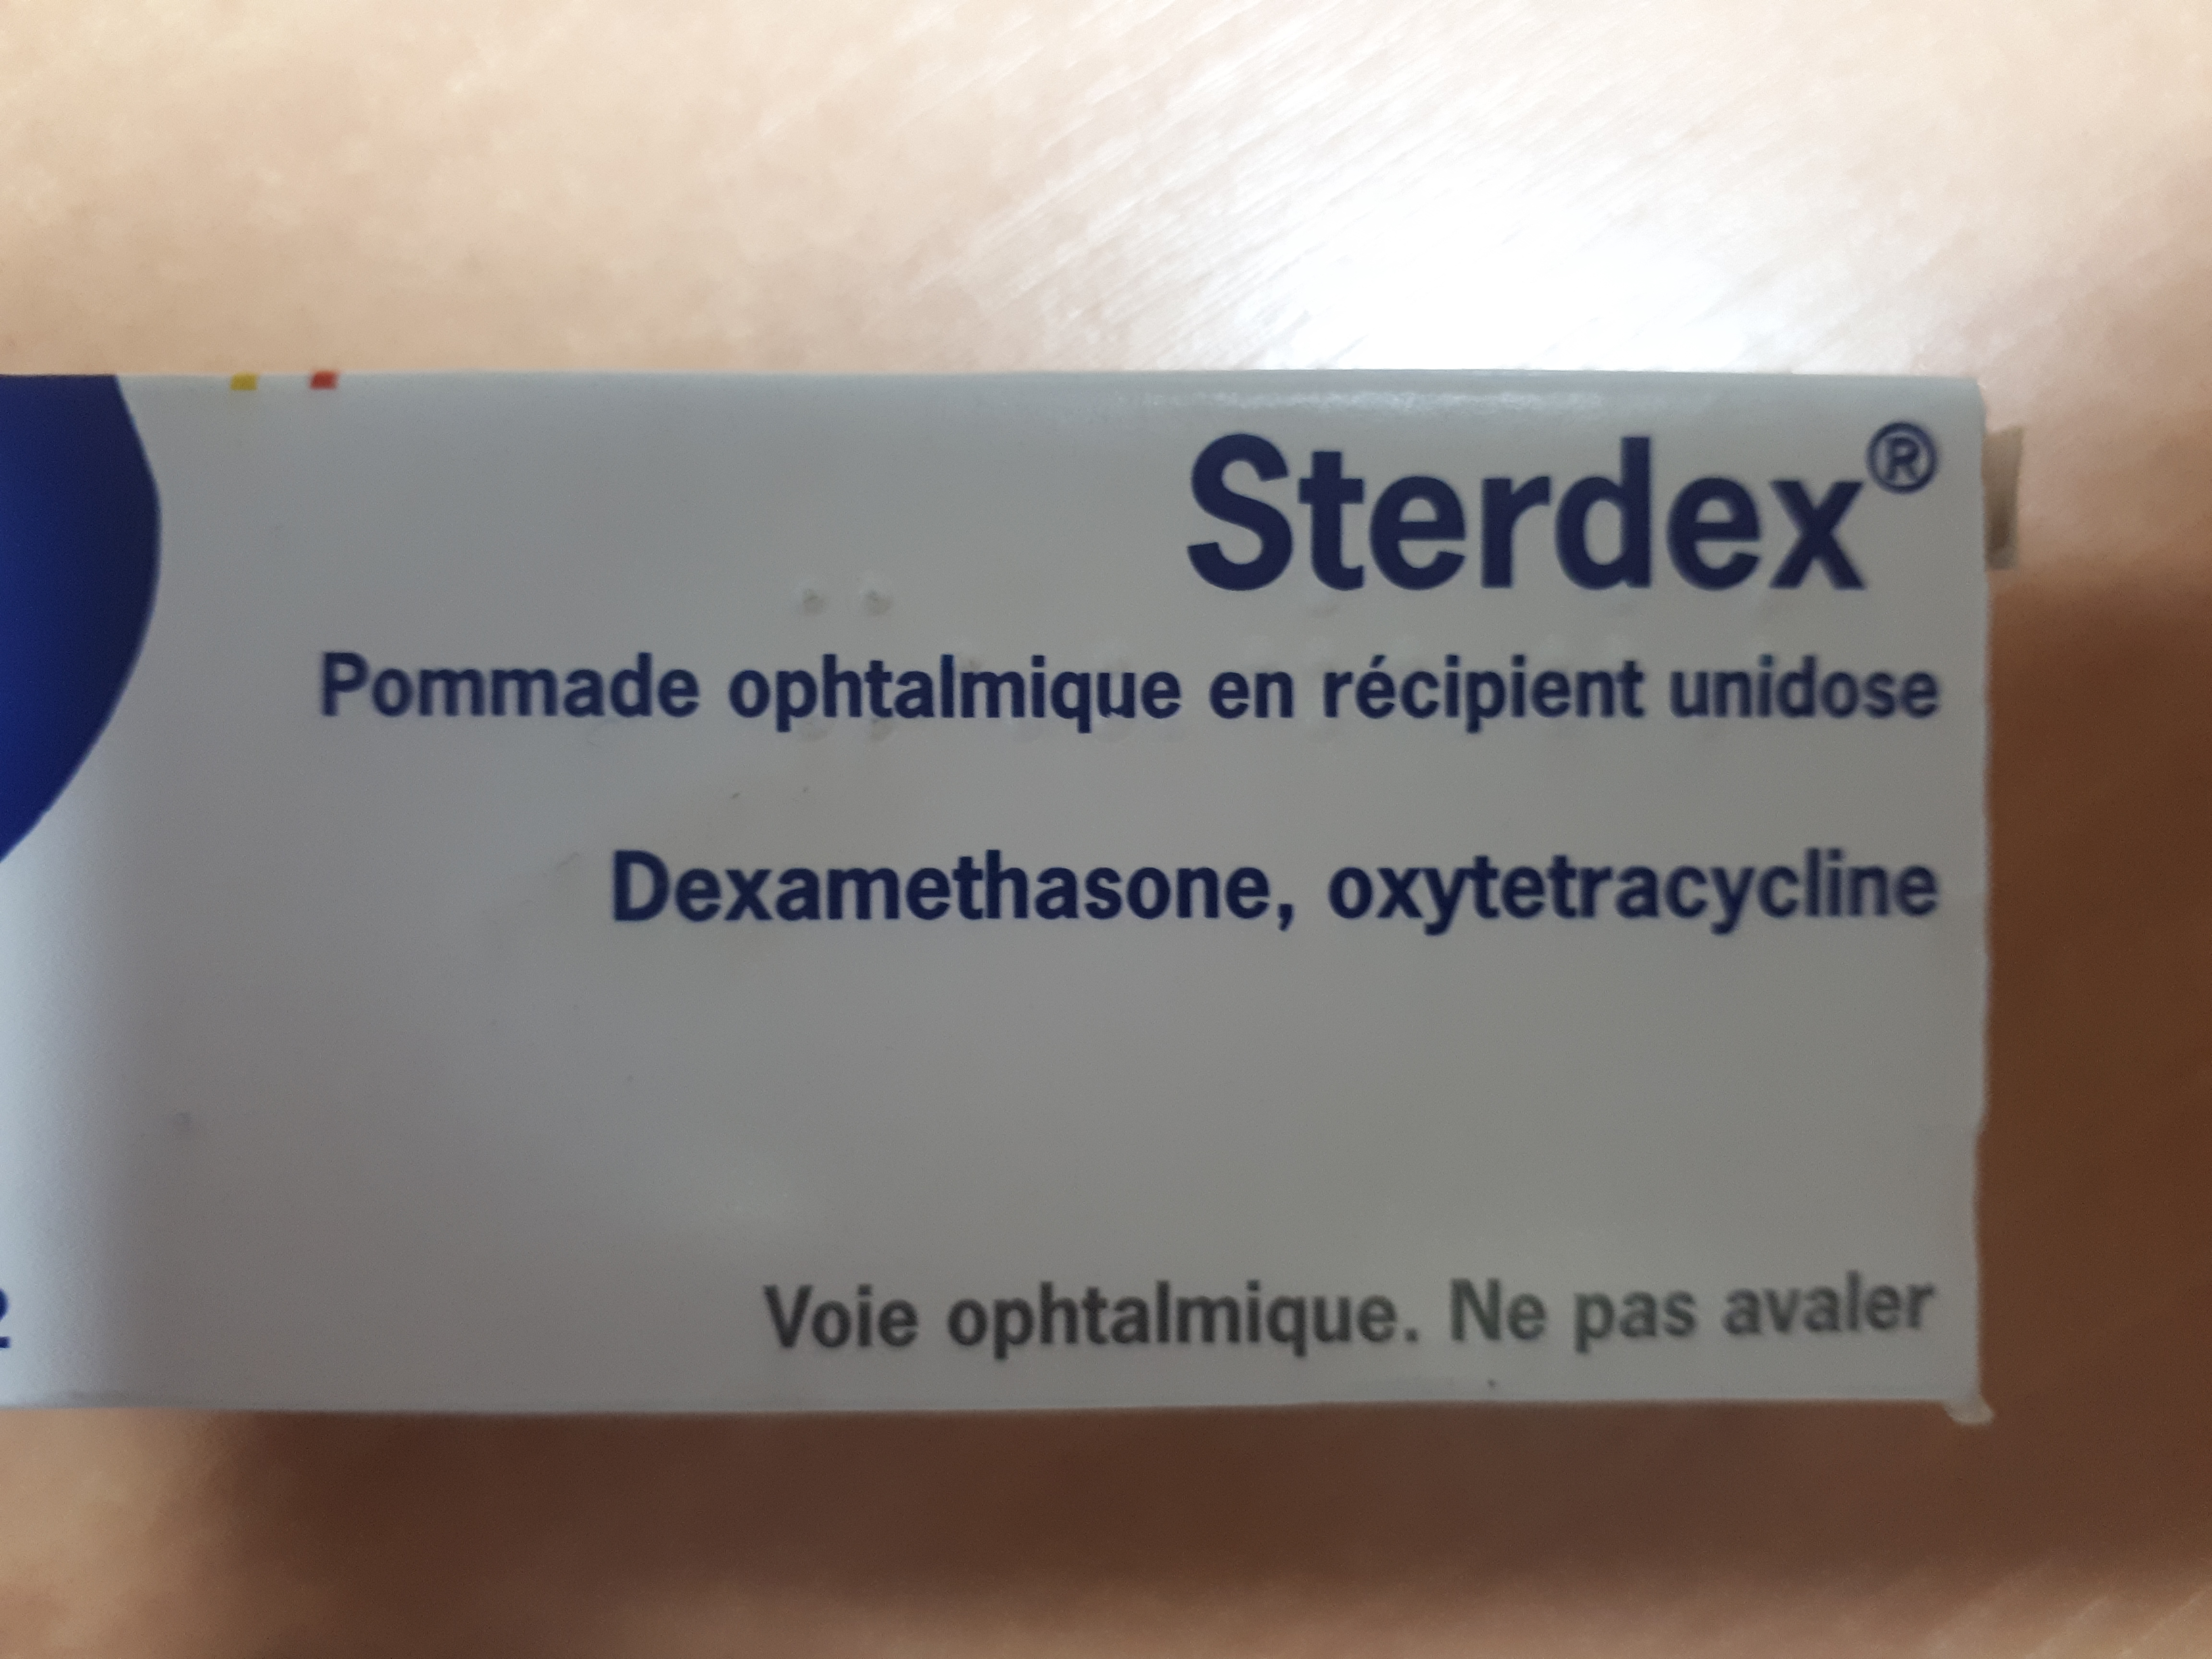 Sterdex®
Pommade ophtalmique en récipient unidose
Dexamethasone, oxytetracycline
Voie ophtalmique. Ne pas avaler